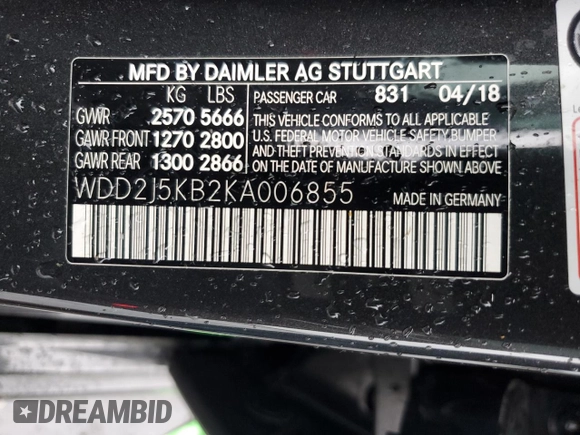 MFD BY DAIMLER AG STUTTGART
KG LBS
GWR 2570 5666
GAWR FRONT 1270 2800
GAWR REAR 1300 2866
PASSENGER CAR 831 04/18
THIS VEHICLE CONFORMS TO ALL APPLICABLE
U.S. FEDERAL MOTOR VEHICLE SAFETY, BUMPER
AND THEFT PREVENTION STANDARDS IN EFFECT
ON THE DATE OF MANUFACTURE SHOWN ABOVE.
WDD2J5KB2KA006855
MADE IN GERMANY
DREAMBID